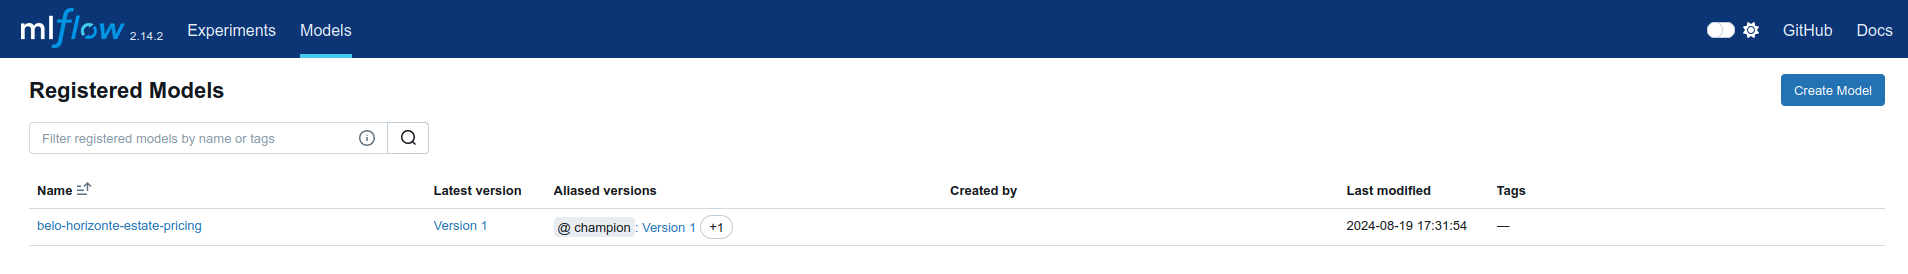 mlflow 2.14.2 Experiments Models GitHub Docs
Registered Models Create Model
Filter registered models by name or tags
Name Latest version Aliased versions Created by Last modified Tags
belo-horizonte-estate-pricing Version 1 @ champion : Version 1 +1 2024-08-19 17:31:54 —